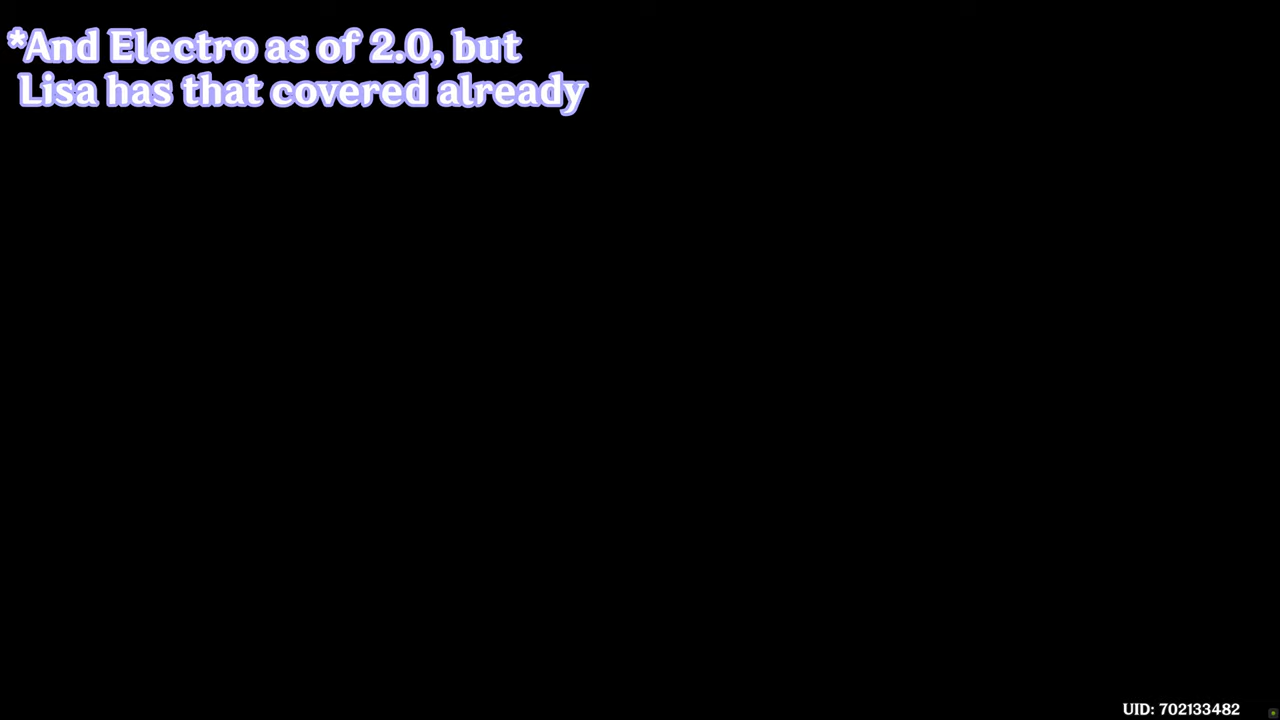 *And Electro as of 2.0, but
Lisa has that covered already
UID: 702133482